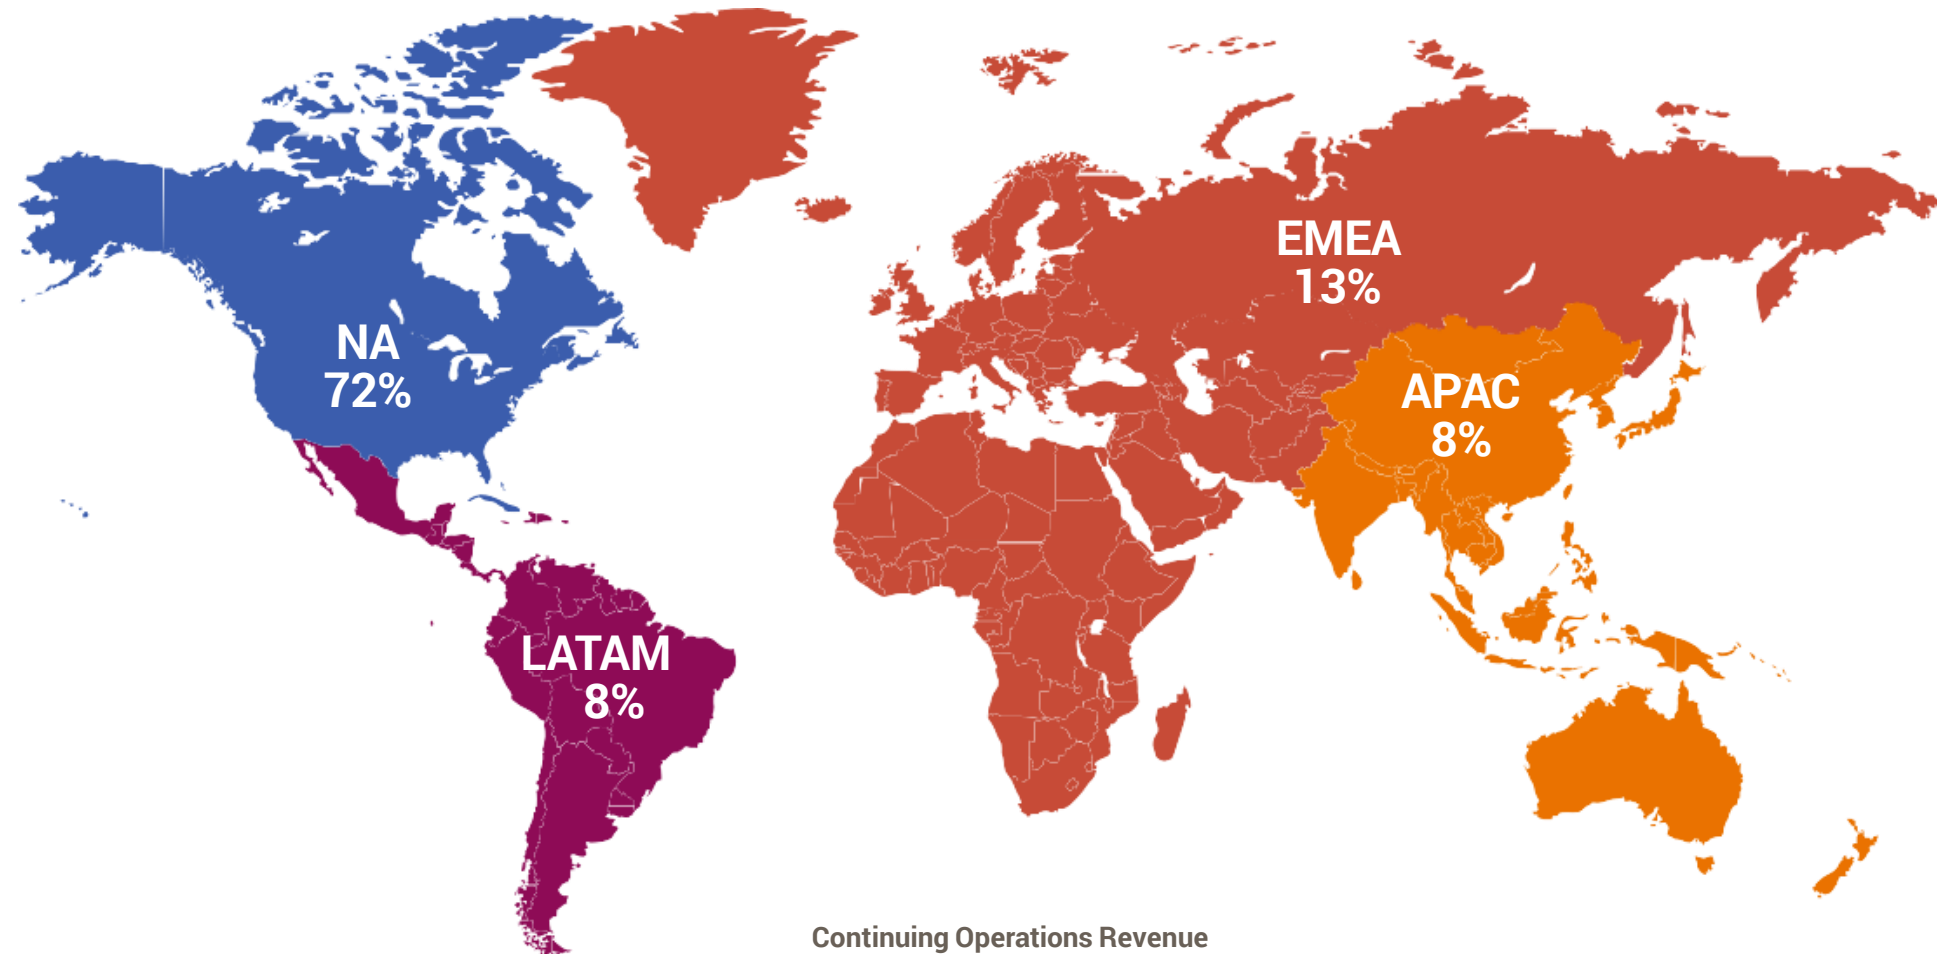 NA
72%
EMEA
13%
APAC
8%
LATAM
8%
Continuing Operations Revenue